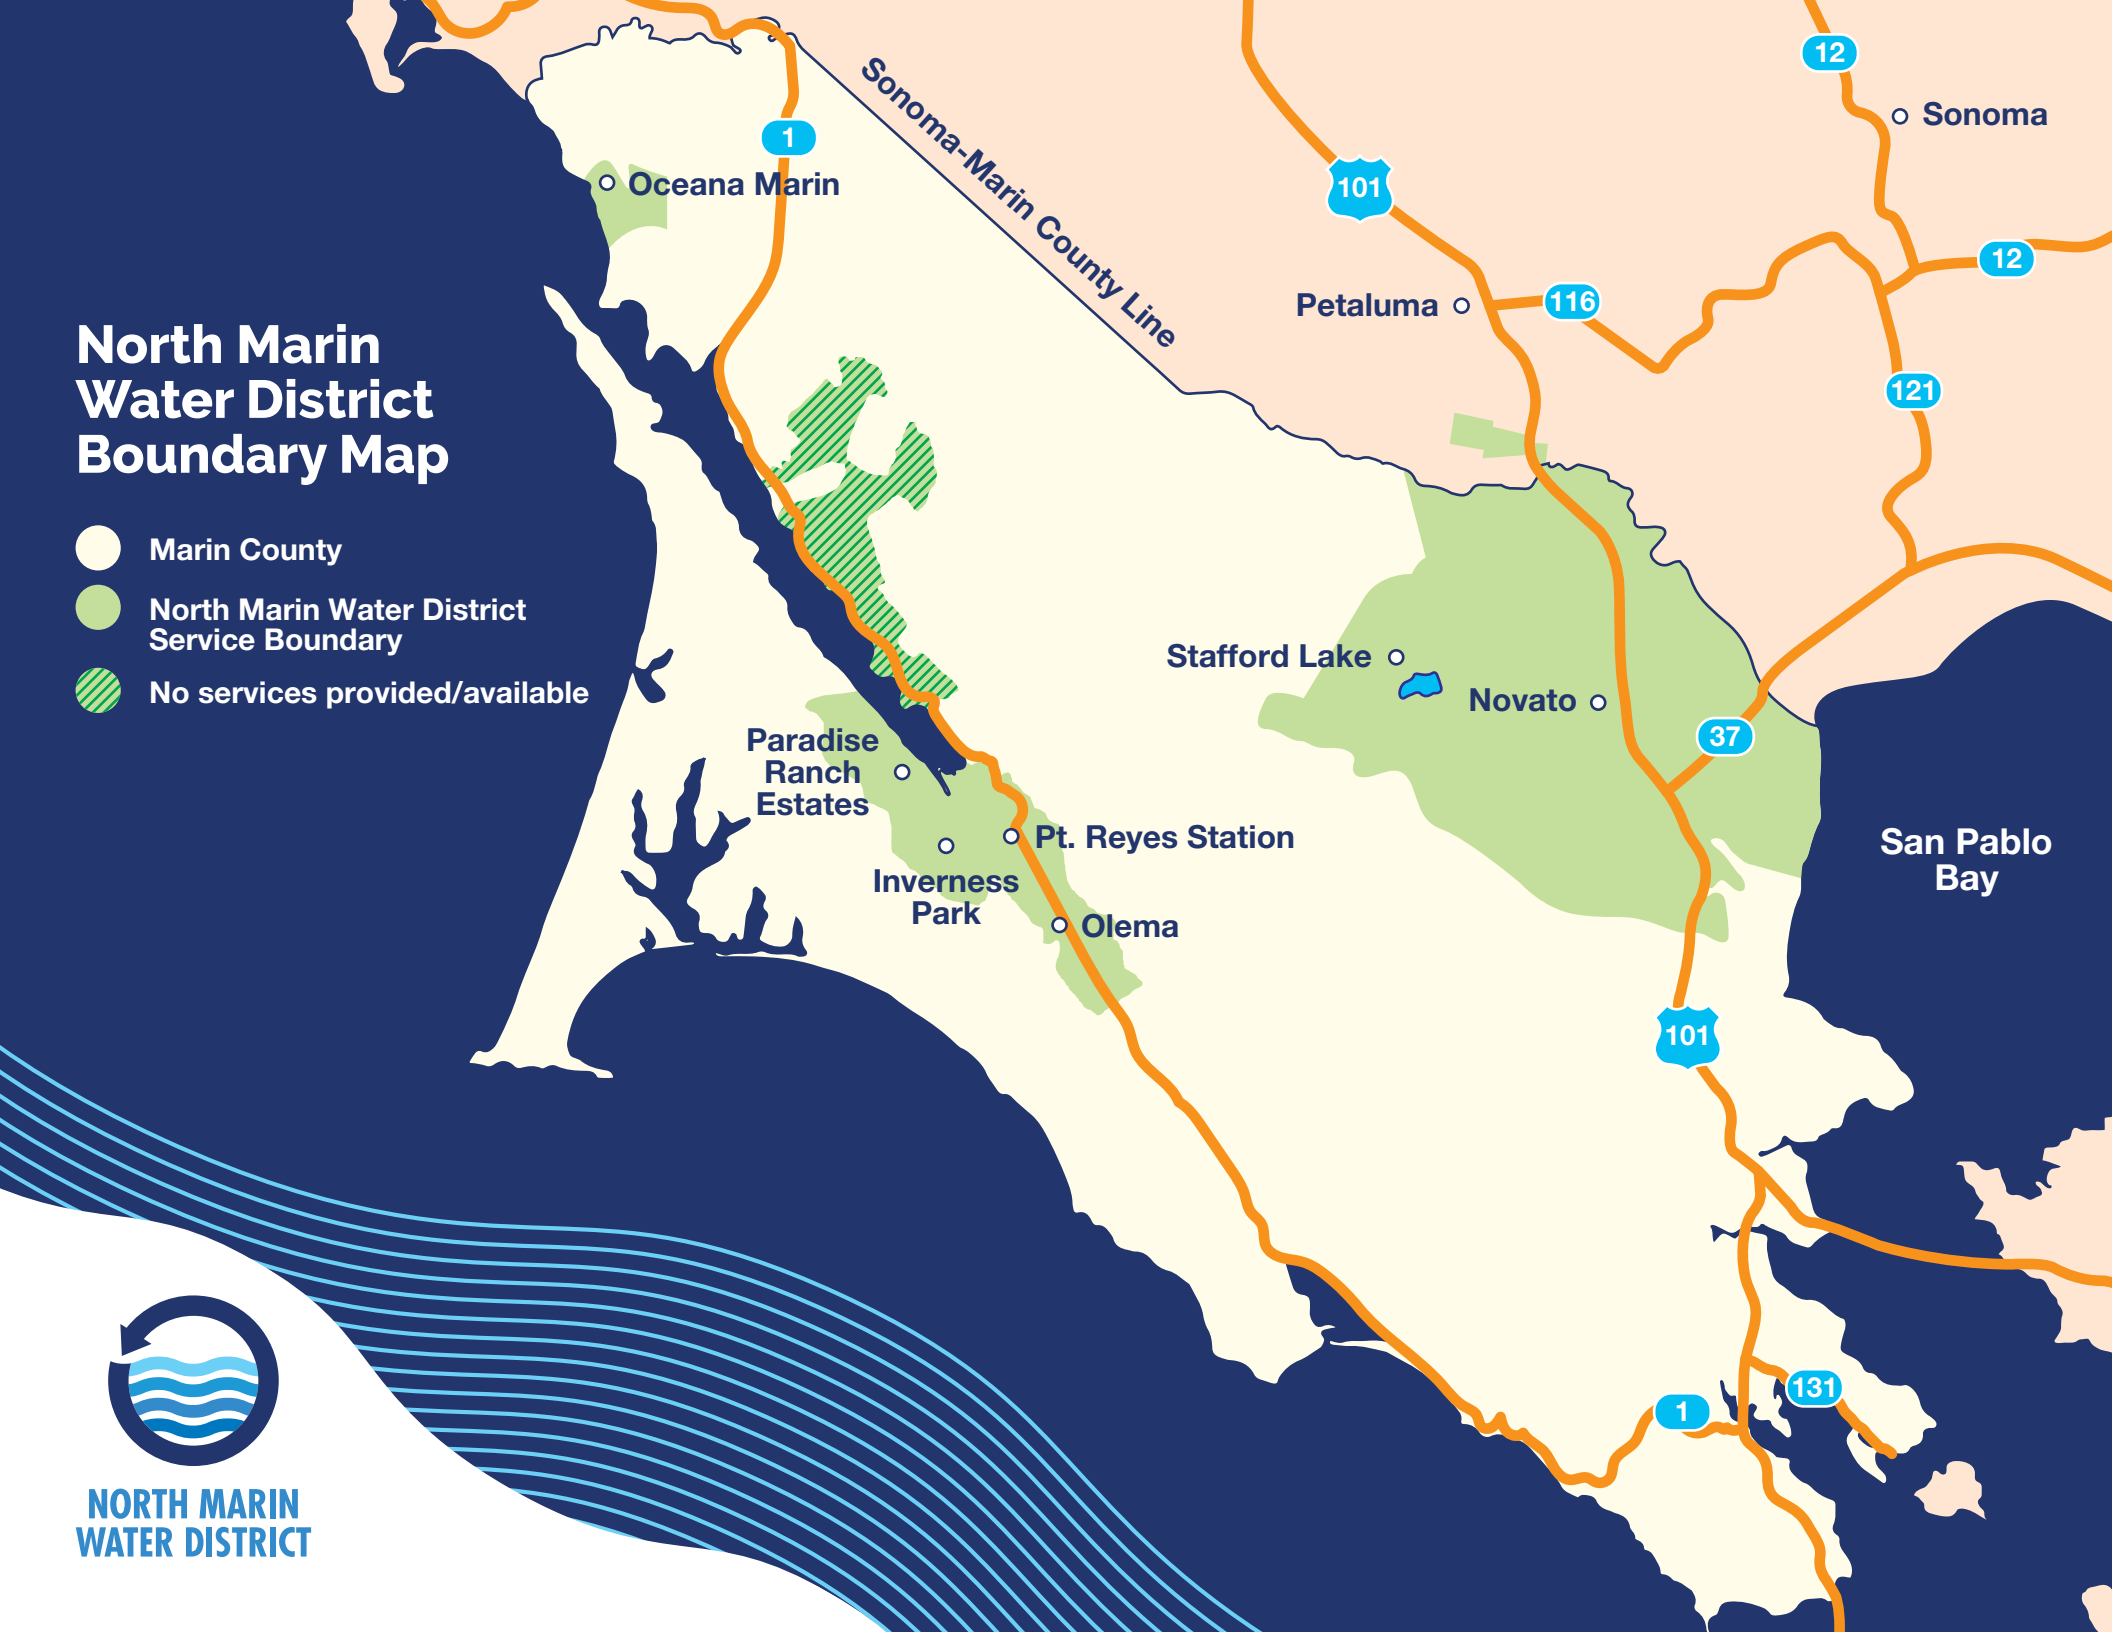 North Marin
Water District
Boundary Map
Marin County
North Marin Water District
Service Boundary
No services provided/available
Sonoma-Marin County Line
1
Oceana Marin
101
12
Sonoma
12
Petaluma
116
121
Stafford Lake
Novato
37
Paradise
Ranch
Estates
Pt. Reyes Station
Inverness
Park
Olema
San Pablo
Bay
101
131
1
NORTH MARIN
WATER DISTRICT